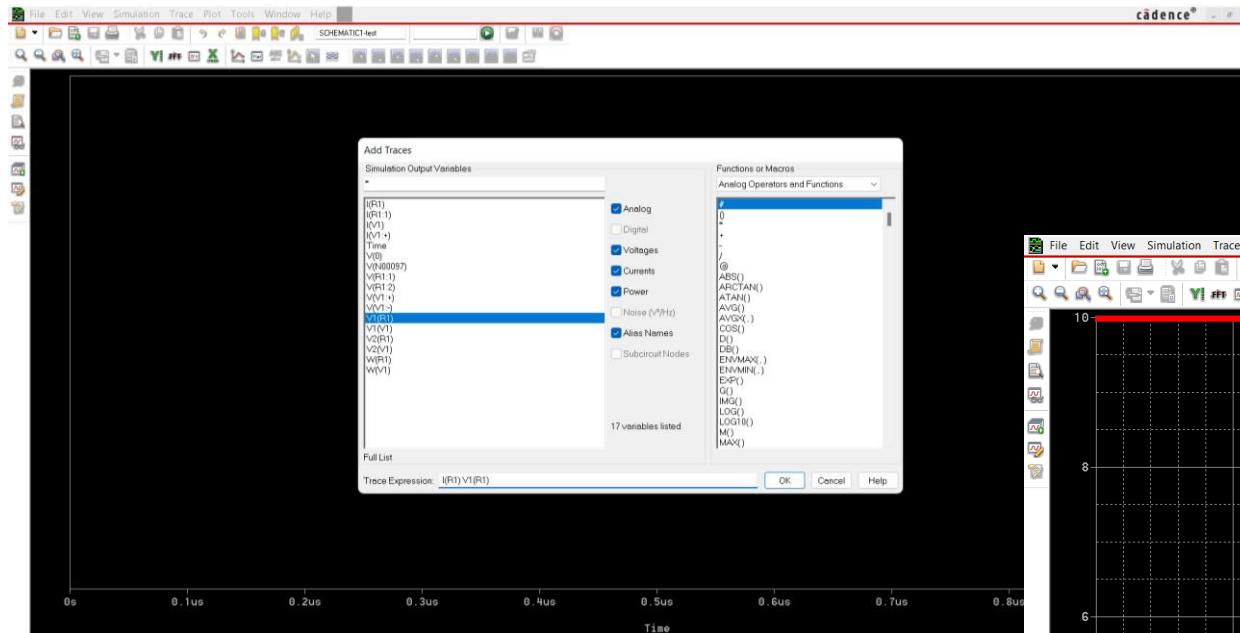 File Edit View Simulation Trace Plot Tools Window Help
cādence®
SCHEMATIC1-test
Add Traces
Simulation Output Variables
*
I(R1)
I(R1:1)
I(V1)
I(V1:+)
Time
V(0)
V(N00097)
V(R1:1)
V(R1:2)
V(V1:+)
V(V1:-)
V1(R1)
V1(V1)
V2(R1)
V2(V1)
W(R1)
W(V1)
Full List
Analog
Digital
Voltages
Currents
Power
Noise (V²/Hz)
Alias Names
Subcircuit Nodes
17 variables listed
Functions or Macros
Analog Operators and Functions
#
()
*
+
-
/
@
ABS()
ARCTAN()
ATAN()
AVG()
AVGX(,)
COS()
D()
DB()
ENVMAX(,)
ENVMIN(,)
EXP()
G()
IMG()
LOG()
LOG10()
M()
MAX()
Trace Expression: I(R1) V1(R1)
OK Cancel Help
0s 0.1us 0.2us 0.3us 0.4us 0.5us 0.6us 0.7us 0.8us
Time
File Edit View Simulation Trace
10
8
6